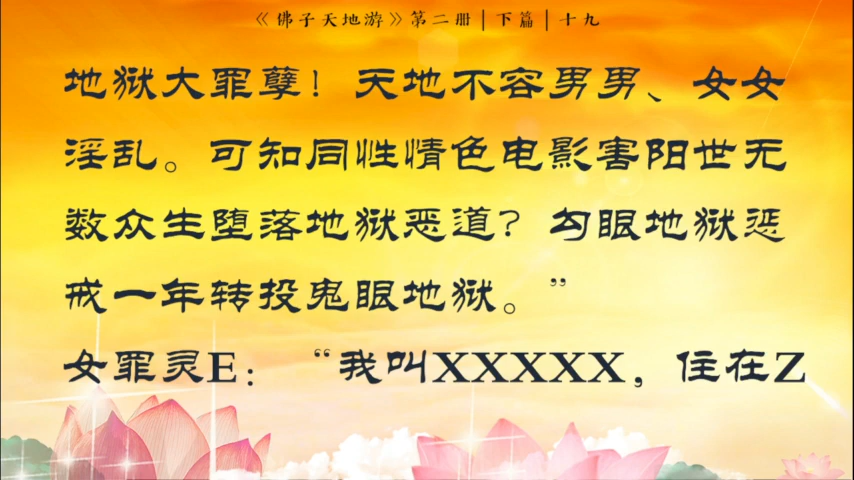 《佛子天地游》第二册|下篇|十九
地狱大罪孽！天地不容男男、女女
淫乱。可知同性情色电影害阳世无
数众生堕落地狱恶道？勾眼地狱惩
戒一年转投鬼眼地狱。”
女罪灵E：“我叫XXXXX，住在Z